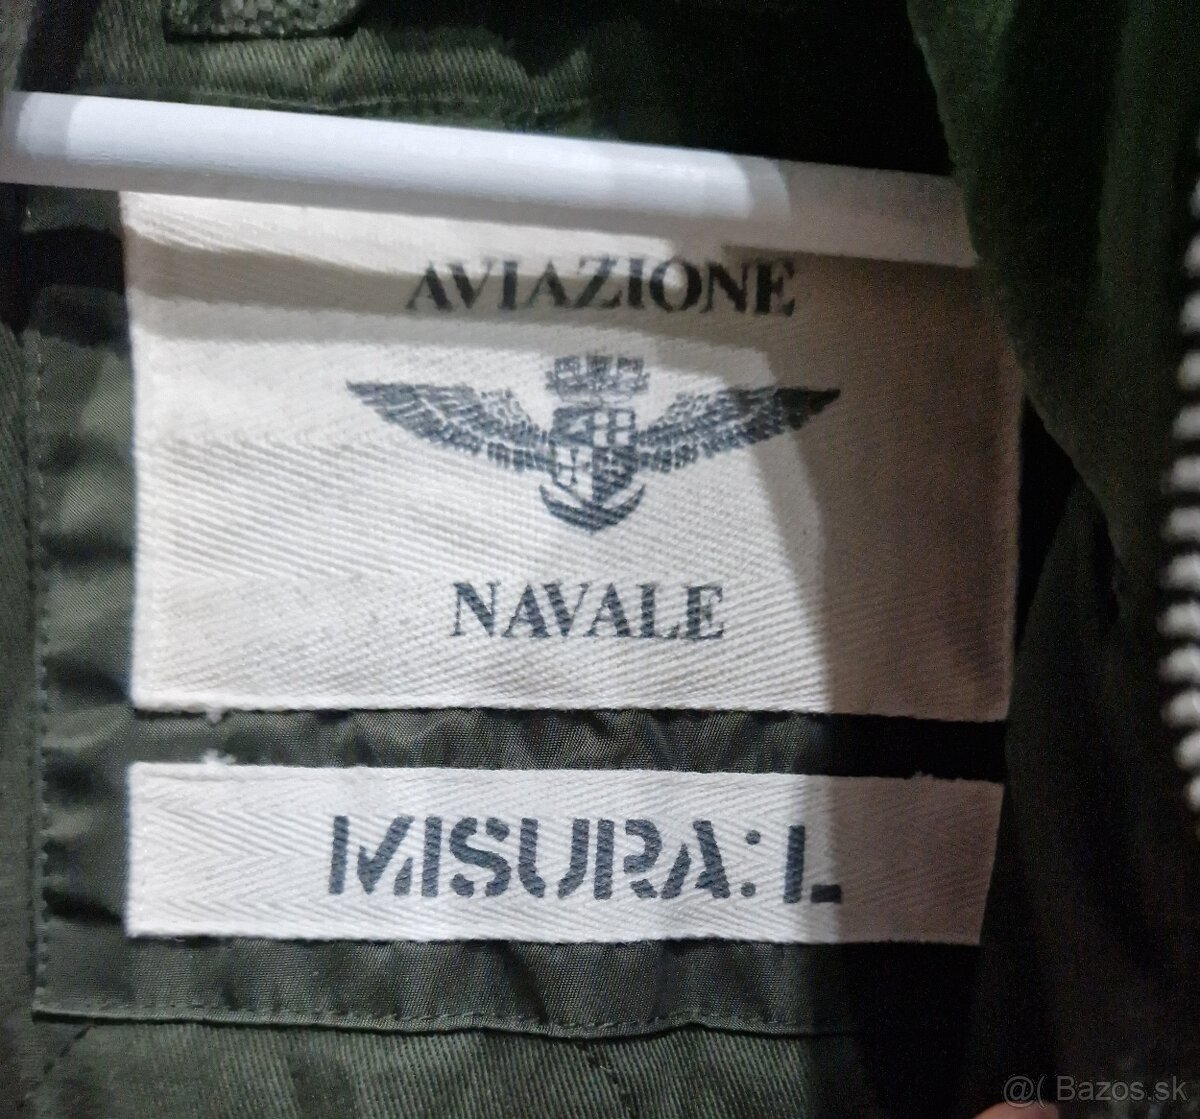 AVIAZIONE
NAVALE
MISURA: L
@( Bazos.sk